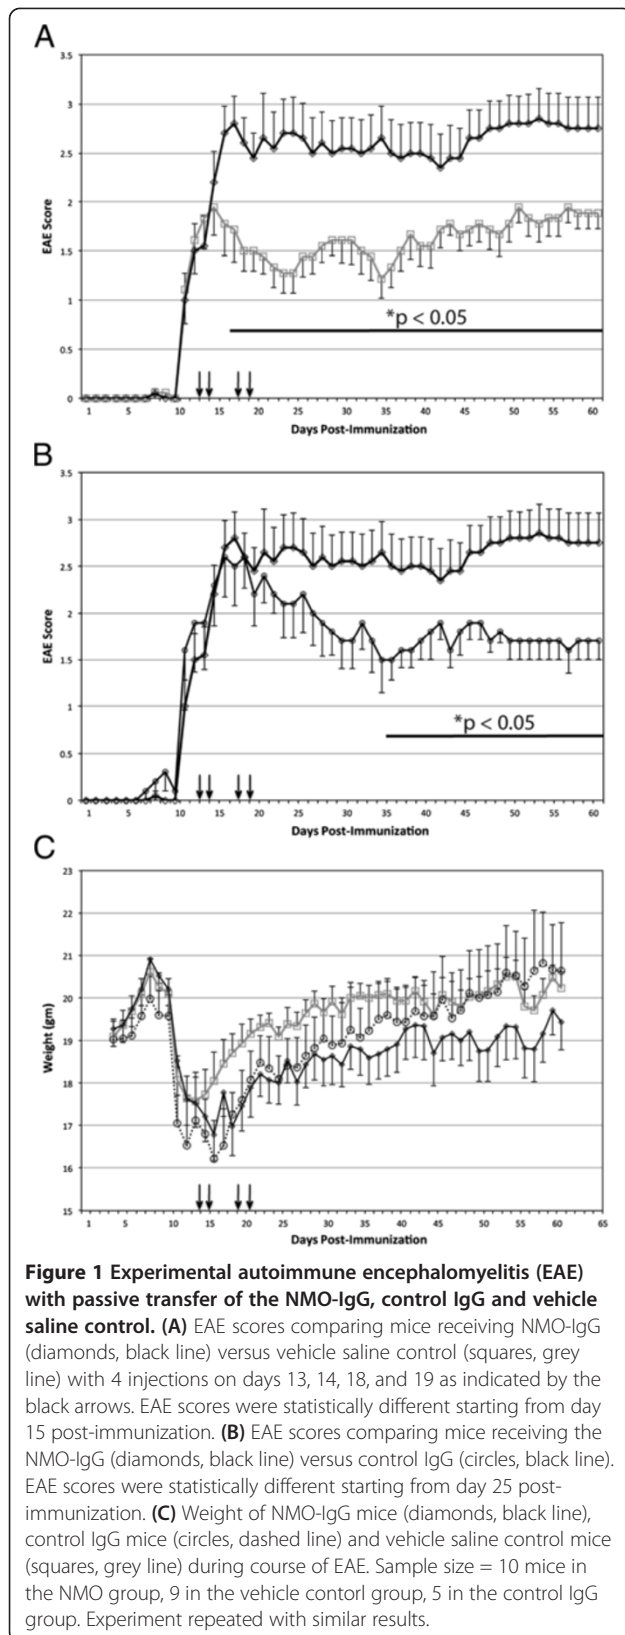 A
3.5
3
2.5
2
1.5
1
0.5
0
EAE Score
*p < 0.05
1 5 10 15 20 25 30 35 40 45 50 55 60
Days Post-Immunization
B
3.5
3
2.5
2
1.5
1
0.5
0
EAE Score
*p < 0.05
1 5 10 15 20 25 30 35 40 45 50 55 60
Days Post-Immunization
C
23
22
21
20
19
18
17
16
15
Weight (gm)
1 5 10 15 20 25 30 35 40 45 50 55 60 65
Days Post-Immunization
Figure 1 Experimental autoimmune encephalomyelitis (EAE)
with passive transfer of the NMO-IgG, control IgG and vehicle
saline control. (A) EAE scores comparing mice receiving NMO-IgG
(diamonds, black line) versus vehicle saline control (squares, grey
line) with 4 injections on days 13, 14, 18, and 19 as indicated by the
black arrows. EAE scores were statistically different starting from day
15 post-immunization. (B) EAE scores comparing mice receiving the
NMO-IgG (diamonds, black line) versus control IgG (circles, black line).
EAE scores were statistically different starting from day 25 post-
immunization. (C) Weight of NMO-IgG mice (diamonds, black line),
control IgG mice (circles, dashed line) and vehicle saline control mice
(squares, grey line) during course of EAE. Sample size = 10 mice in
the NMO group, 9 in the vehicle contorl group, 5 in the control IgG
group. Experiment repeated with similar results.